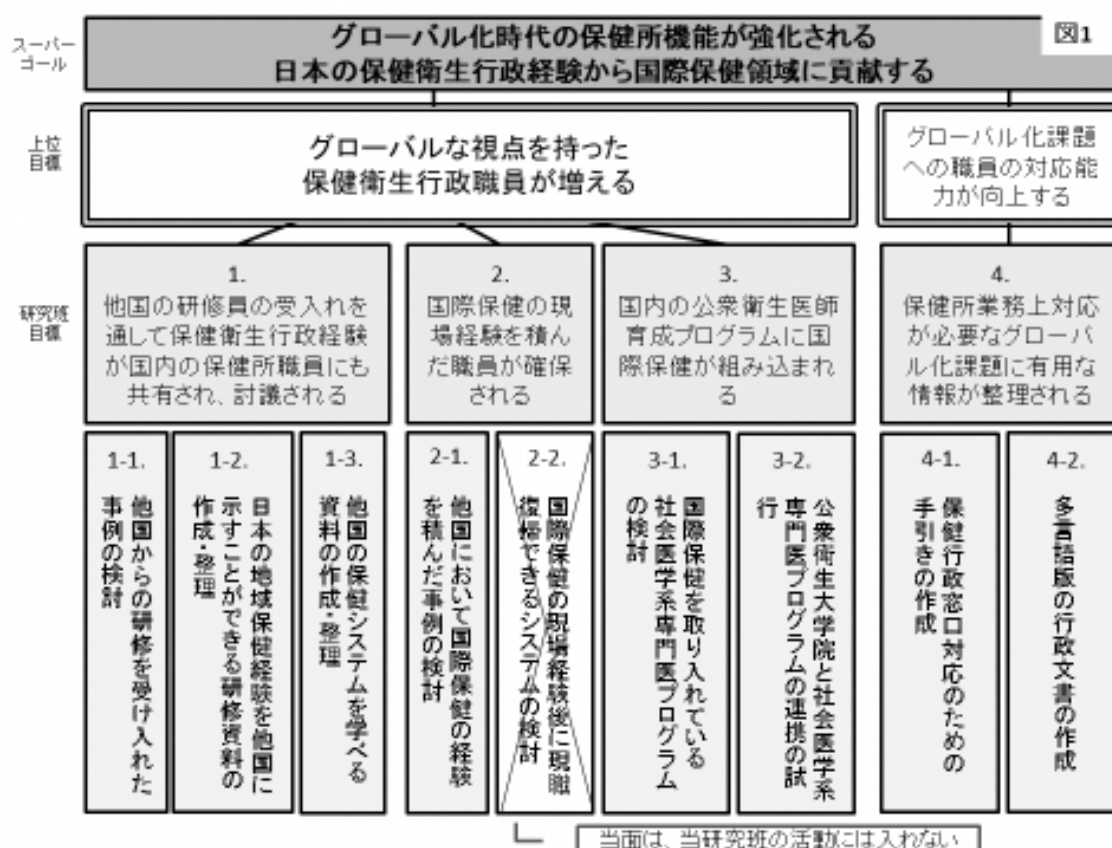 図1
スーパー
ゴール
グローバル化時代の保健所機能が強化される
日本の保健衛生行政経験から国際保健領域に貢献する
上位
目標
グローバルな視点を持った
保健衛生行政職員が増える
グローバル化課題
への職員の対応能
力が向上する
研究班
目標
1.
他国の研修員の受入れを
通して保健衛生行政経験
が国内の保健所職員にも
共有され、討議される
2.
国際保健の現
場経験を積ん
だ職員が確保
される
3.
国内の公衆衛生医師
育成プログラムに国
際保健が組み込まれ
る
4.
保健所業務上対応
が必要なグローバ
ル化課題に有用な
情報が整理される
1-1.
他国からの研修を受け入れた
事例の検討
1-2.
日本の地域保健経験を他国に
示すことができる研修資料の
作成・整理
1-3.
他国の保健システムを学べる
資料の作成・整理
2-1.
他国において国際保健の経験
を積んだ事例の検討
2-2.
国際保健の現場経験後に現職
復帰できるシステムの検討
3-1.
国際保健を取り入れている
社会医学系専門医プログラム
の検討
3-2.
公衆衛生大学院と社会医学系
専門医プログラムの連携の試
行
4-1.
保健行政窓口対応のための
手引きの作成
4-2.
多言語版の行政文書の作成
当面は、当研究班の活動には入れない